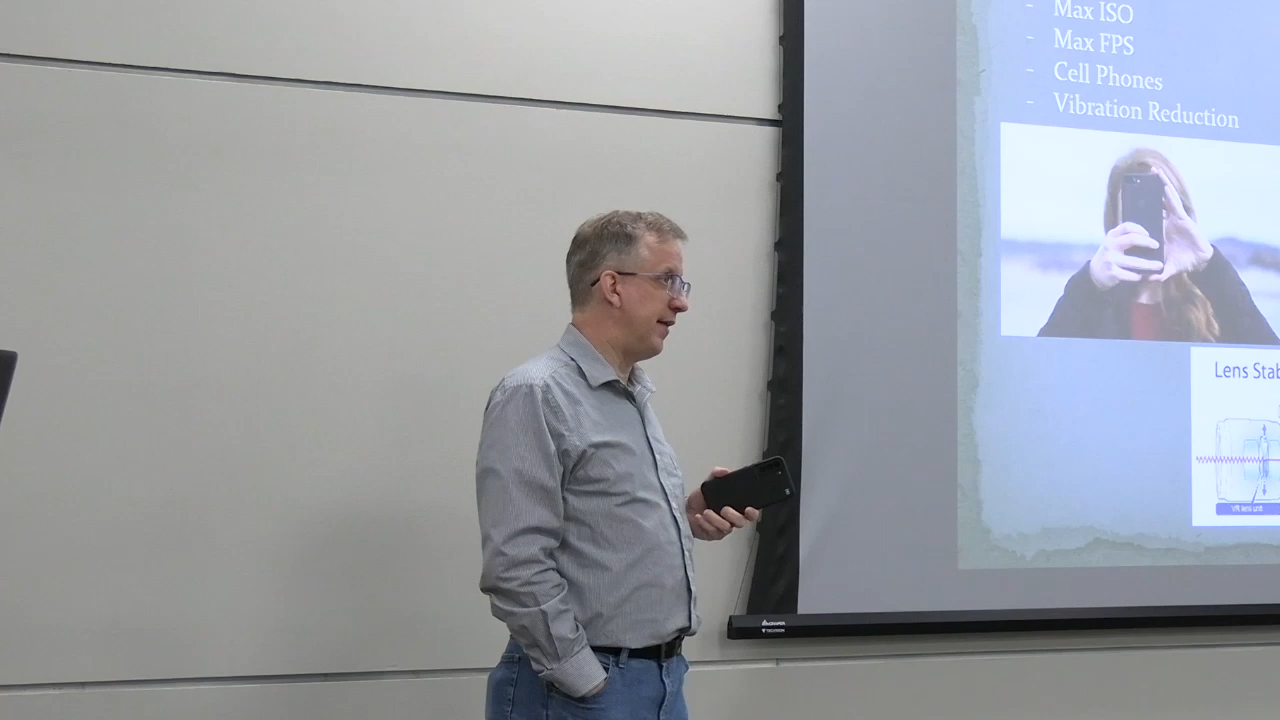 - Max ISO
- Max FPS
- Cell Phones
- Vibration Reduction
Lens Stab
VR lens unit